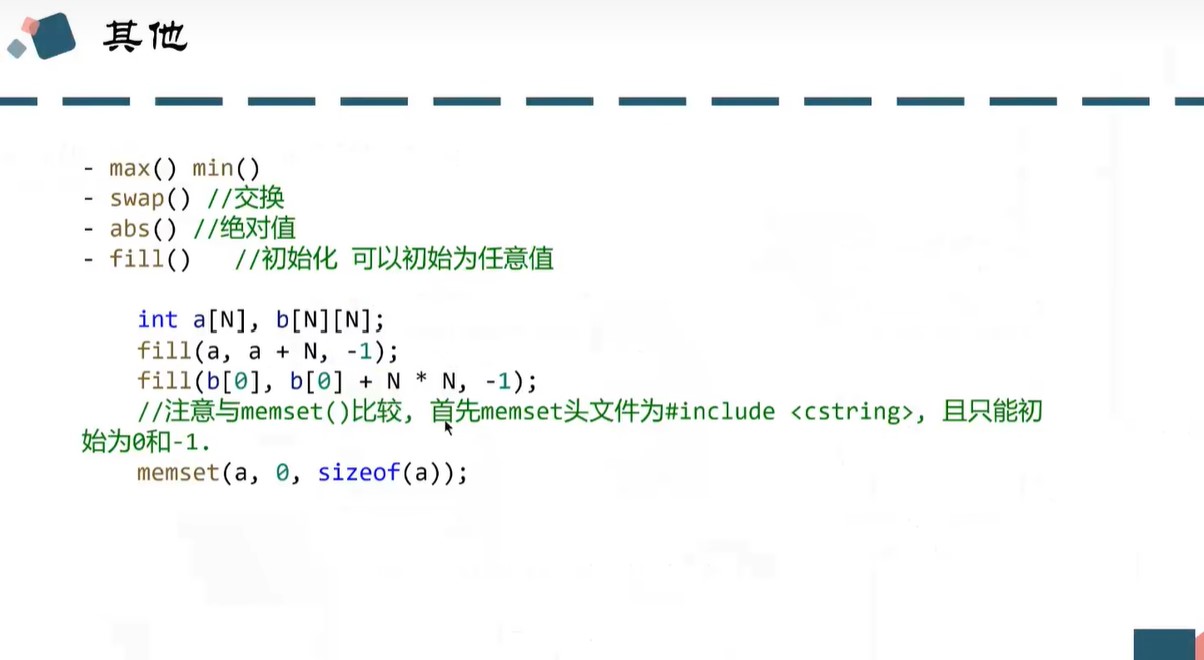 其他
- max() min()
- swap() //交换
- abs() //绝对值
- fill()   //初始化 可以初始为任意值
int a[N], b[N][N];
fill(a, a + N, -1);
fill(b[0], b[0] + N * N, -1);
//注意与memset()比较, 首先memset头文件为#include <cstring>, 且只能初
始为0和-1.
memset(a, 0, sizeof(a));